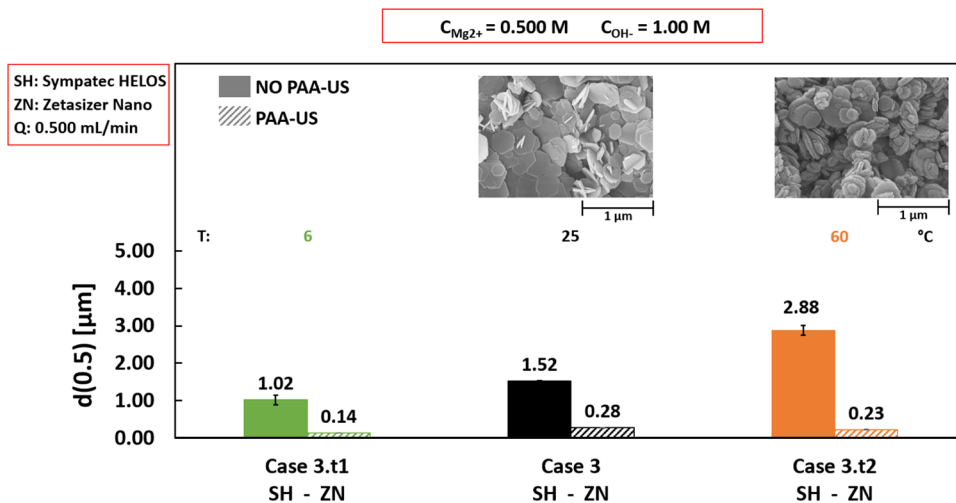 C Mg2+ = 0.500 M C OH- = 1.00 M
SH: Sympatec HELOS
ZN: Zetasizer Nano
Q: 0.500 mL/min
NO PAA-US
PAA-US
1 µm
1 µm
T: 6 25 60 °C
d(0.5) [µm]
5.00
4.00
3.00
2.00
1.00
0.00
1.02
0.14
1.52
0.28
2.88
0.23
Case 3.t1 Case 3 Case 3.t2
SH - ZN SH - ZN SH - ZN